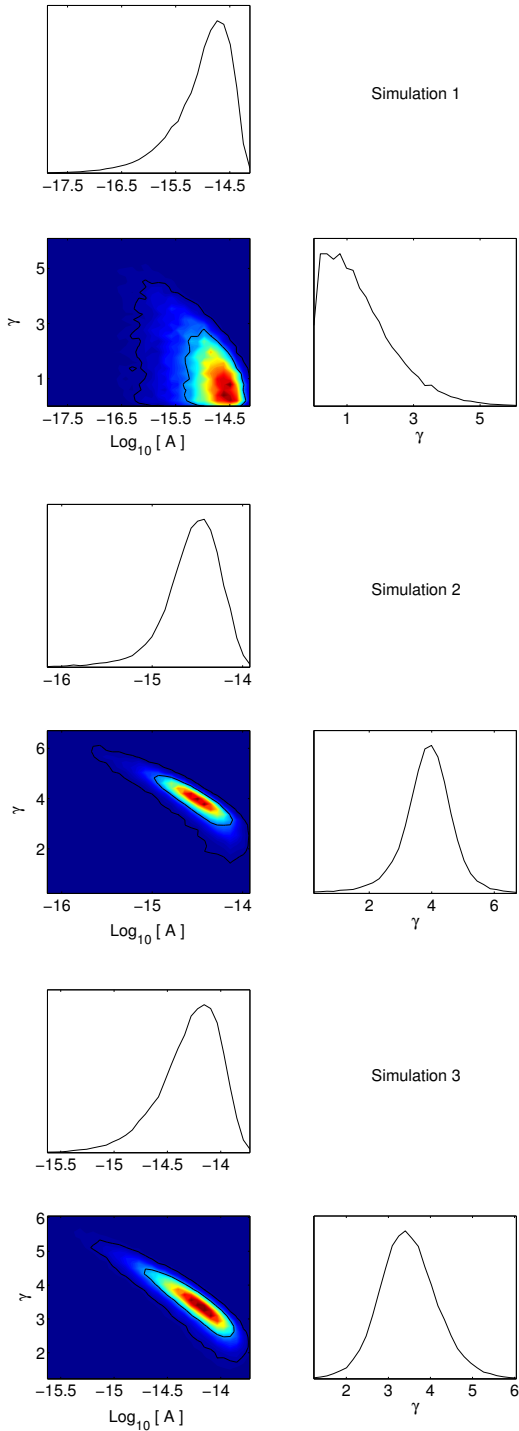 Simulation 1
−17.5 −16.5 −15.5 −14.5
5
3
1
γ
−17.5 −16.5 −15.5 −14.5
Log10 [ A ]
1 3 5
γ
Simulation 2
−16 −15 −14
6
4
2
γ
−16 −15 −14
Log10 [ A ]
2 4 6
γ
Simulation 3
−15.5 −15 −14.5 −14
6
5
4
3
2
γ
−15.5 −15 −14.5 −14
Log10 [ A ]
2 3 4 5 6
γ